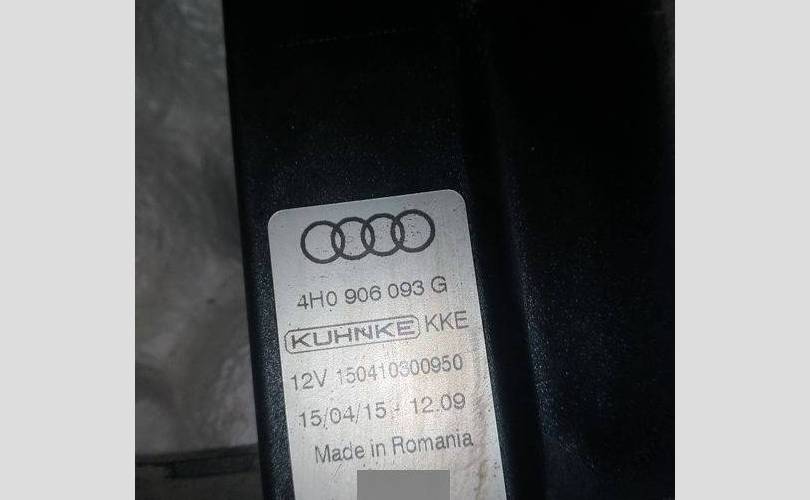 4H0 906 093 G
KUHNKE KKE
12V 150410300950
15/04/15 - 12.09
Made in Romania